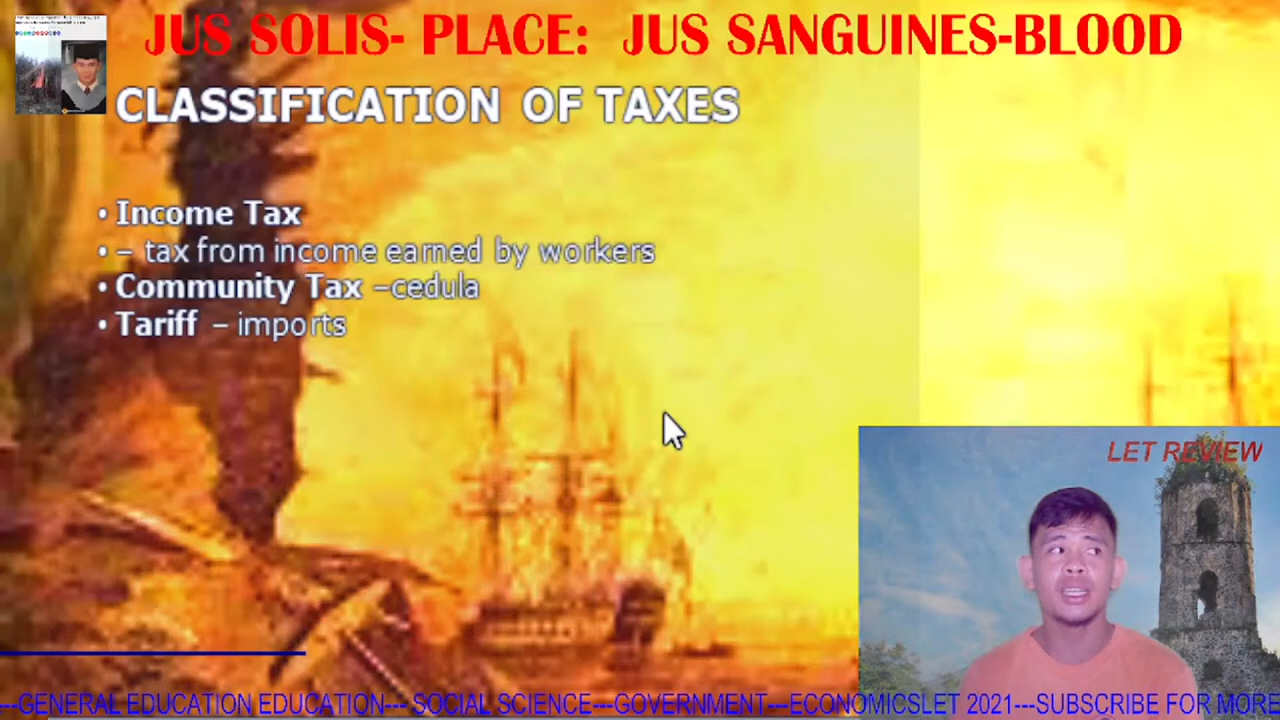 JUS SOLIS- PLACE: JUS SANGUINES-BLOOD
CLASSIFICATION OF TAXES
• Income Tax
• – tax from income earned by workers
• Community Tax –cedula
• Tariff – imports
LET REVIEW
---GENERAL EDUCATION EDUCATION--- SOCIAL SCIENCE---GOVERNMENT---ECONOMICSLET 2021---SUBSCRIBE FOR MORE